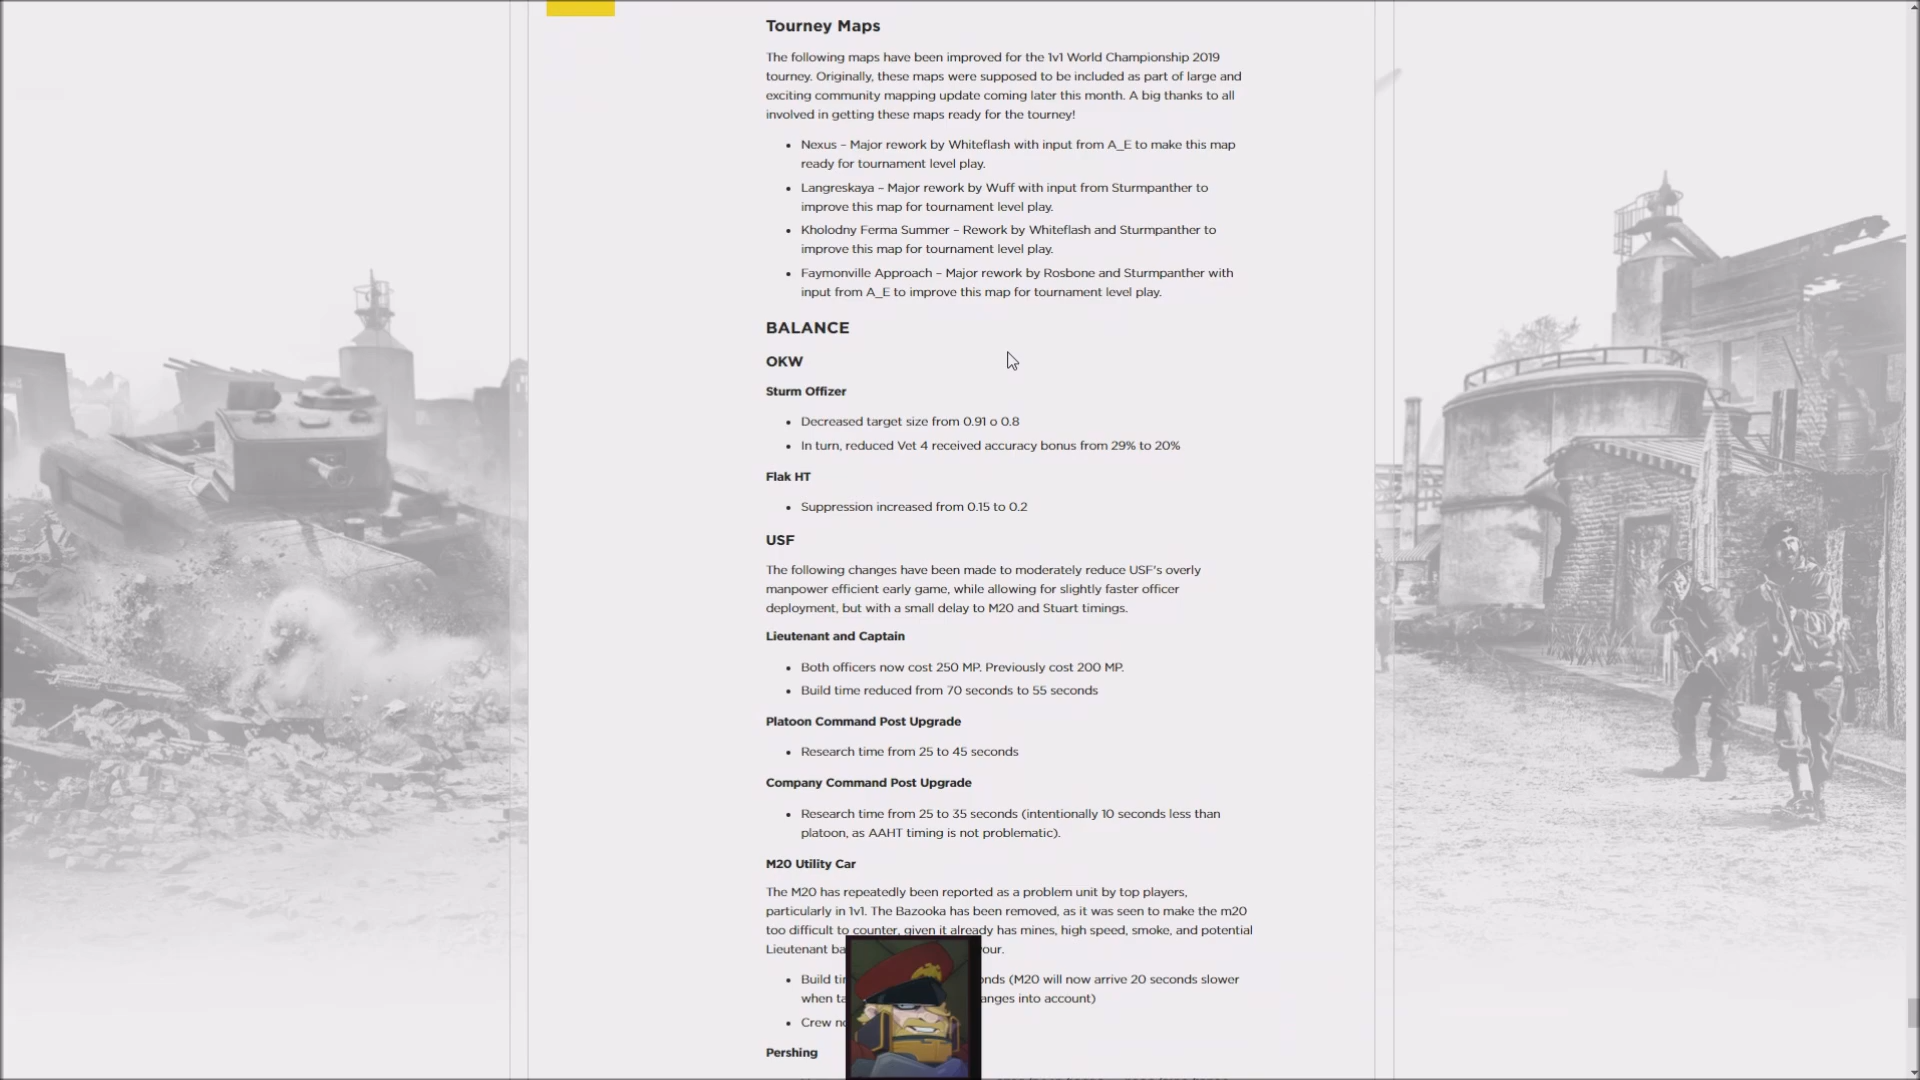 Tourney Maps
The following maps have been improved for the 1v1 World Championship 2019
tourney. Originally, these maps were supposed to be included as part of large and
exciting community mapping update coming later this month. A big thanks to all
involved in getting these maps ready for the tourney!
• Nexus – Major rework by Whiteflash with input from A_E to make this map
ready for tournament level play.
• Langreskaya – Major rework by Wuff with input from Sturmpanther to
improve this map for tournament level play.
• Kholodny Ferma Summer – Rework by Whiteflash and Sturmpanther to
improve this map for tournament level play.
• Faymonville Approach – Major rework by Rosbone and Sturmpanther with
input from A_E to improve this map for tournament level play.
BALANCE
OKW
Sturm Offizer
• Decreased target size from 0.91 o 0.8
• In turn, reduced Vet 4 received accuracy bonus from 29% to 20%
Flak HT
• Suppression increased from 0.15 to 0.2
USF
The following changes have been made to moderately reduce USF's overly
manpower efficient early game, while allowing for slightly faster officer
deployment, but with a small delay to M20 and Stuart timings.
Lieutenant and Captain
• Both officers now cost 250 MP. Previously cost 200 MP.
• Build time reduced from 70 seconds to 55 seconds
Platoon Command Post Upgrade
• Research time from 25 to 45 seconds
Company Command Post Upgrade
• Research time from 25 to 35 seconds (intentionally 10 seconds less than
platoon, as AAHT timing is not problematic).
M20 Utility Car
The M20 has repeatedly been reported as a problem unit by top players,
particularly in 1v1. The Bazooka has been removed, as it was seen to make the m20
too difficult to counter, given it already has mines, high speed, smoke, and potential
Lieutenant
• Build (M20 will now arrive 20 seconds slower
when into account)
• Crew
Pershing